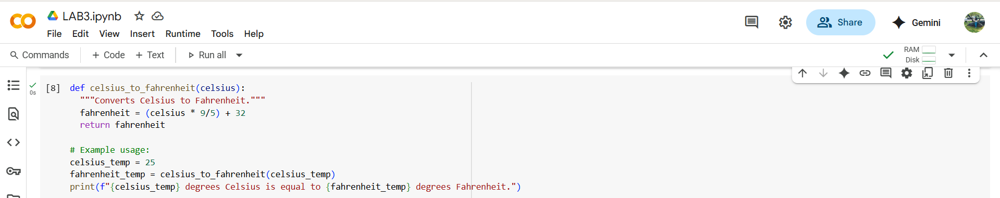 LAB3.ipynb
File Edit View Insert Runtime Tools Help
Share
Gemini
Commands + Code + Text Run all
RAM
Disk
[8] def celsius_to_fahrenheit(celsius):
0s
"""Converts Celsius to Fahrenheit."""
fahrenheit = (celsius * 9/5) + 32
return fahrenheit
# Example usage:
celsius_temp = 25
fahrenheit_temp = celsius_to_fahrenheit(celsius_temp)
print(f"{celsius_temp} degrees Celsius is equal to {fahrenheit_temp} degrees Fahrenheit.")